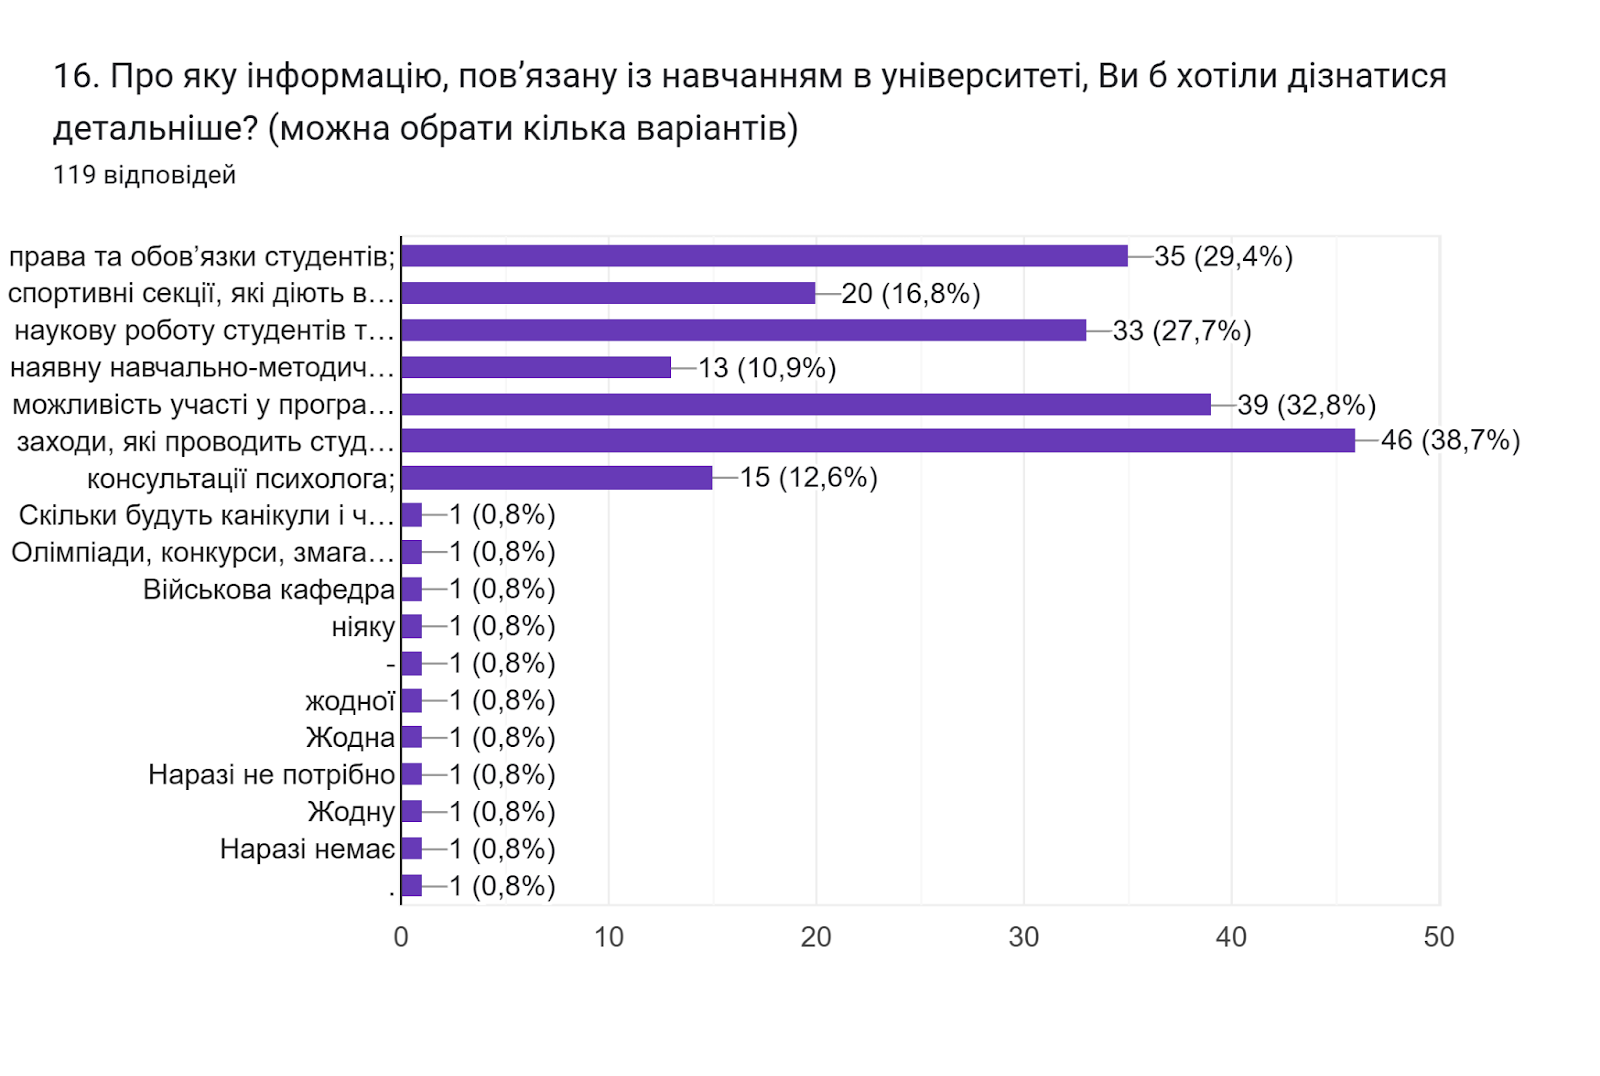 16. Про яку інформацію, пов’язану із навчанням в університеті, Ви б хотіли дізнатися
детальніше? (можна обрати кілька варіантів)
119 відповідей
права та обов’язки студентів; 35 (29,4%)
спортивні секції, які діють в… 20 (16,8%)
наукову роботу студентів т… 33 (27,7%)
наявну навчально-методич… 13 (10,9%)
можливість участі у програ… 39 (32,8%)
заходи, які проводить студ… 46 (38,7%)
консультації психолога; 15 (12,6%)
Скільки будуть канікули і ч… 1 (0,8%)
Олімпіади, конкурси, змага… 1 (0,8%)
Військова кафедра 1 (0,8%)
ніяку 1 (0,8%)
- 1 (0,8%)
жодної 1 (0,8%)
Жодна 1 (0,8%)
Наразі не потрібно 1 (0,8%)
Жодну 1 (0,8%)
Наразі немає 1 (0,8%)
. 1 (0,8%)
0 10 20 30 40 50